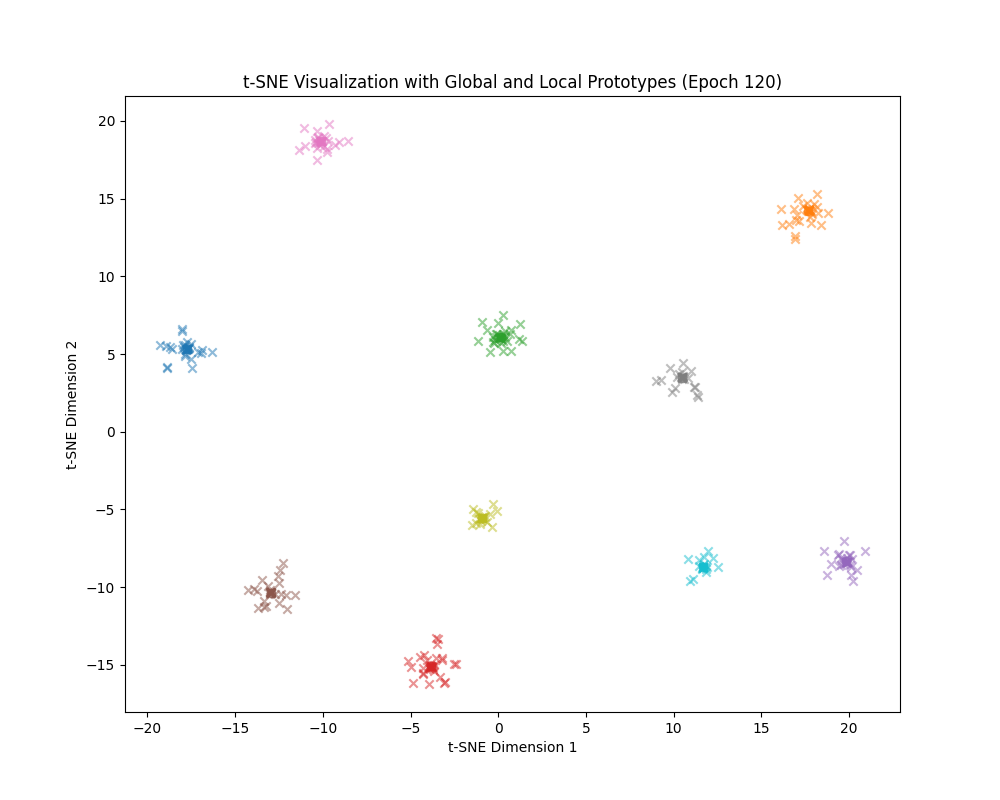 t-SNE Visualization with Global and Local Prototypes (Epoch 120)
20
15
10
5
0
−5
−10
−15
t-SNE Dimension 2
−20 −15 −10 −5 0 5 10 15 20
t-SNE Dimension 1